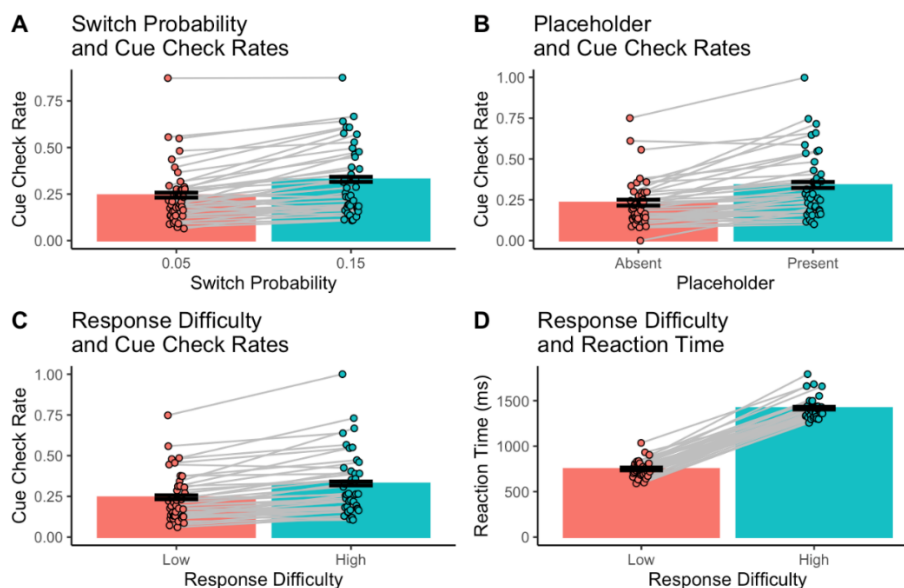 A
Switch Probability
and Cue Check Rates
Cue Check Rate
0.75
0.50
0.25
0.00
0.05
0.15
Switch Probability
B
Placeholder
and Cue Check Rates
Cue Check Rate
1.00
0.75
0.50
0.25
0.00
Absent
Present
Placeholder
C
Response Difficulty
and Cue Check Rates
Cue Check Rate
1.00
0.75
0.50
0.25
0.00
Low
High
Response Difficulty
D
Response Difficulty
and Reaction Time
Reaction Time (ms)
1500
1000
500
0
Low
High
Response Difficulty